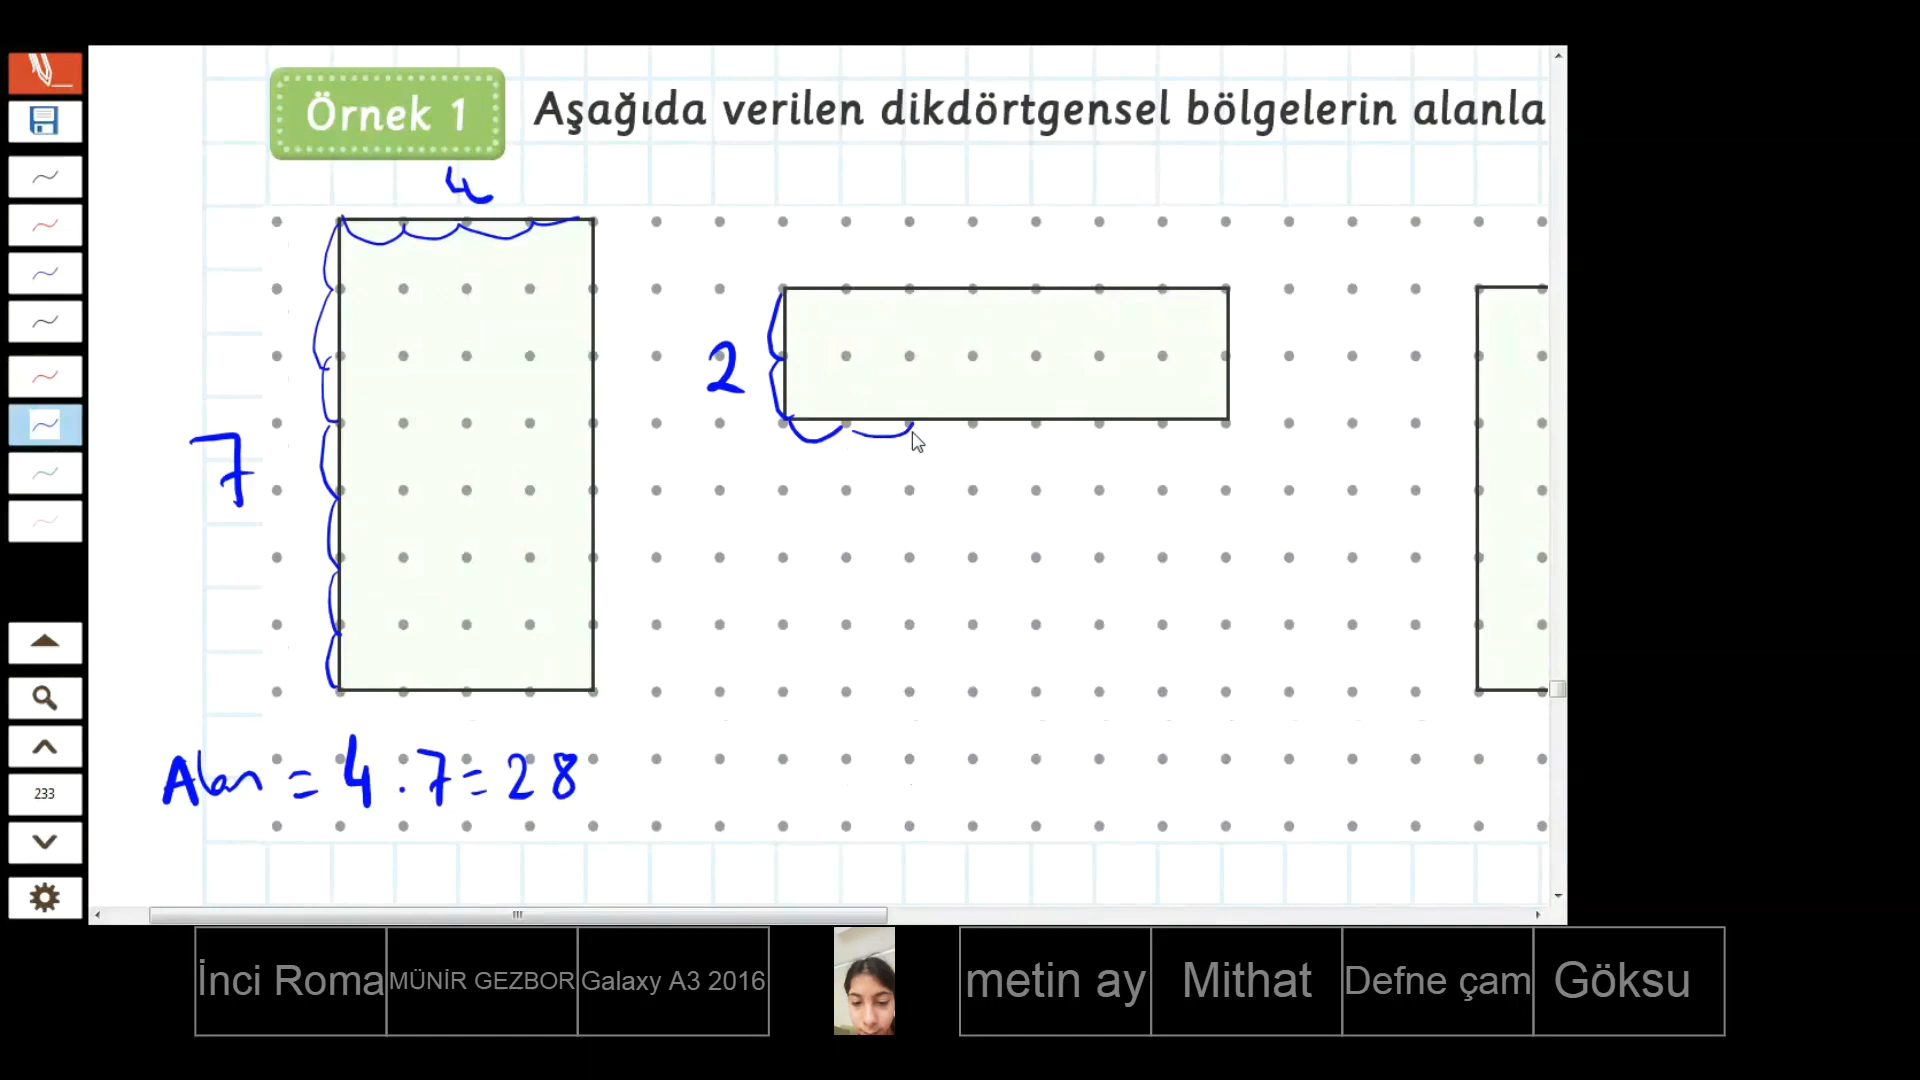 Örnek 1
Aşağıda verilen dikdörtgensel bölgelerin alanla
4
2
7
Alan = 4 . 7 = 28
233
İnci Roma
MÜNİR GEZBOR
Galaxy A3 2016
metin ay
Mithat
Defne çam
Göksu